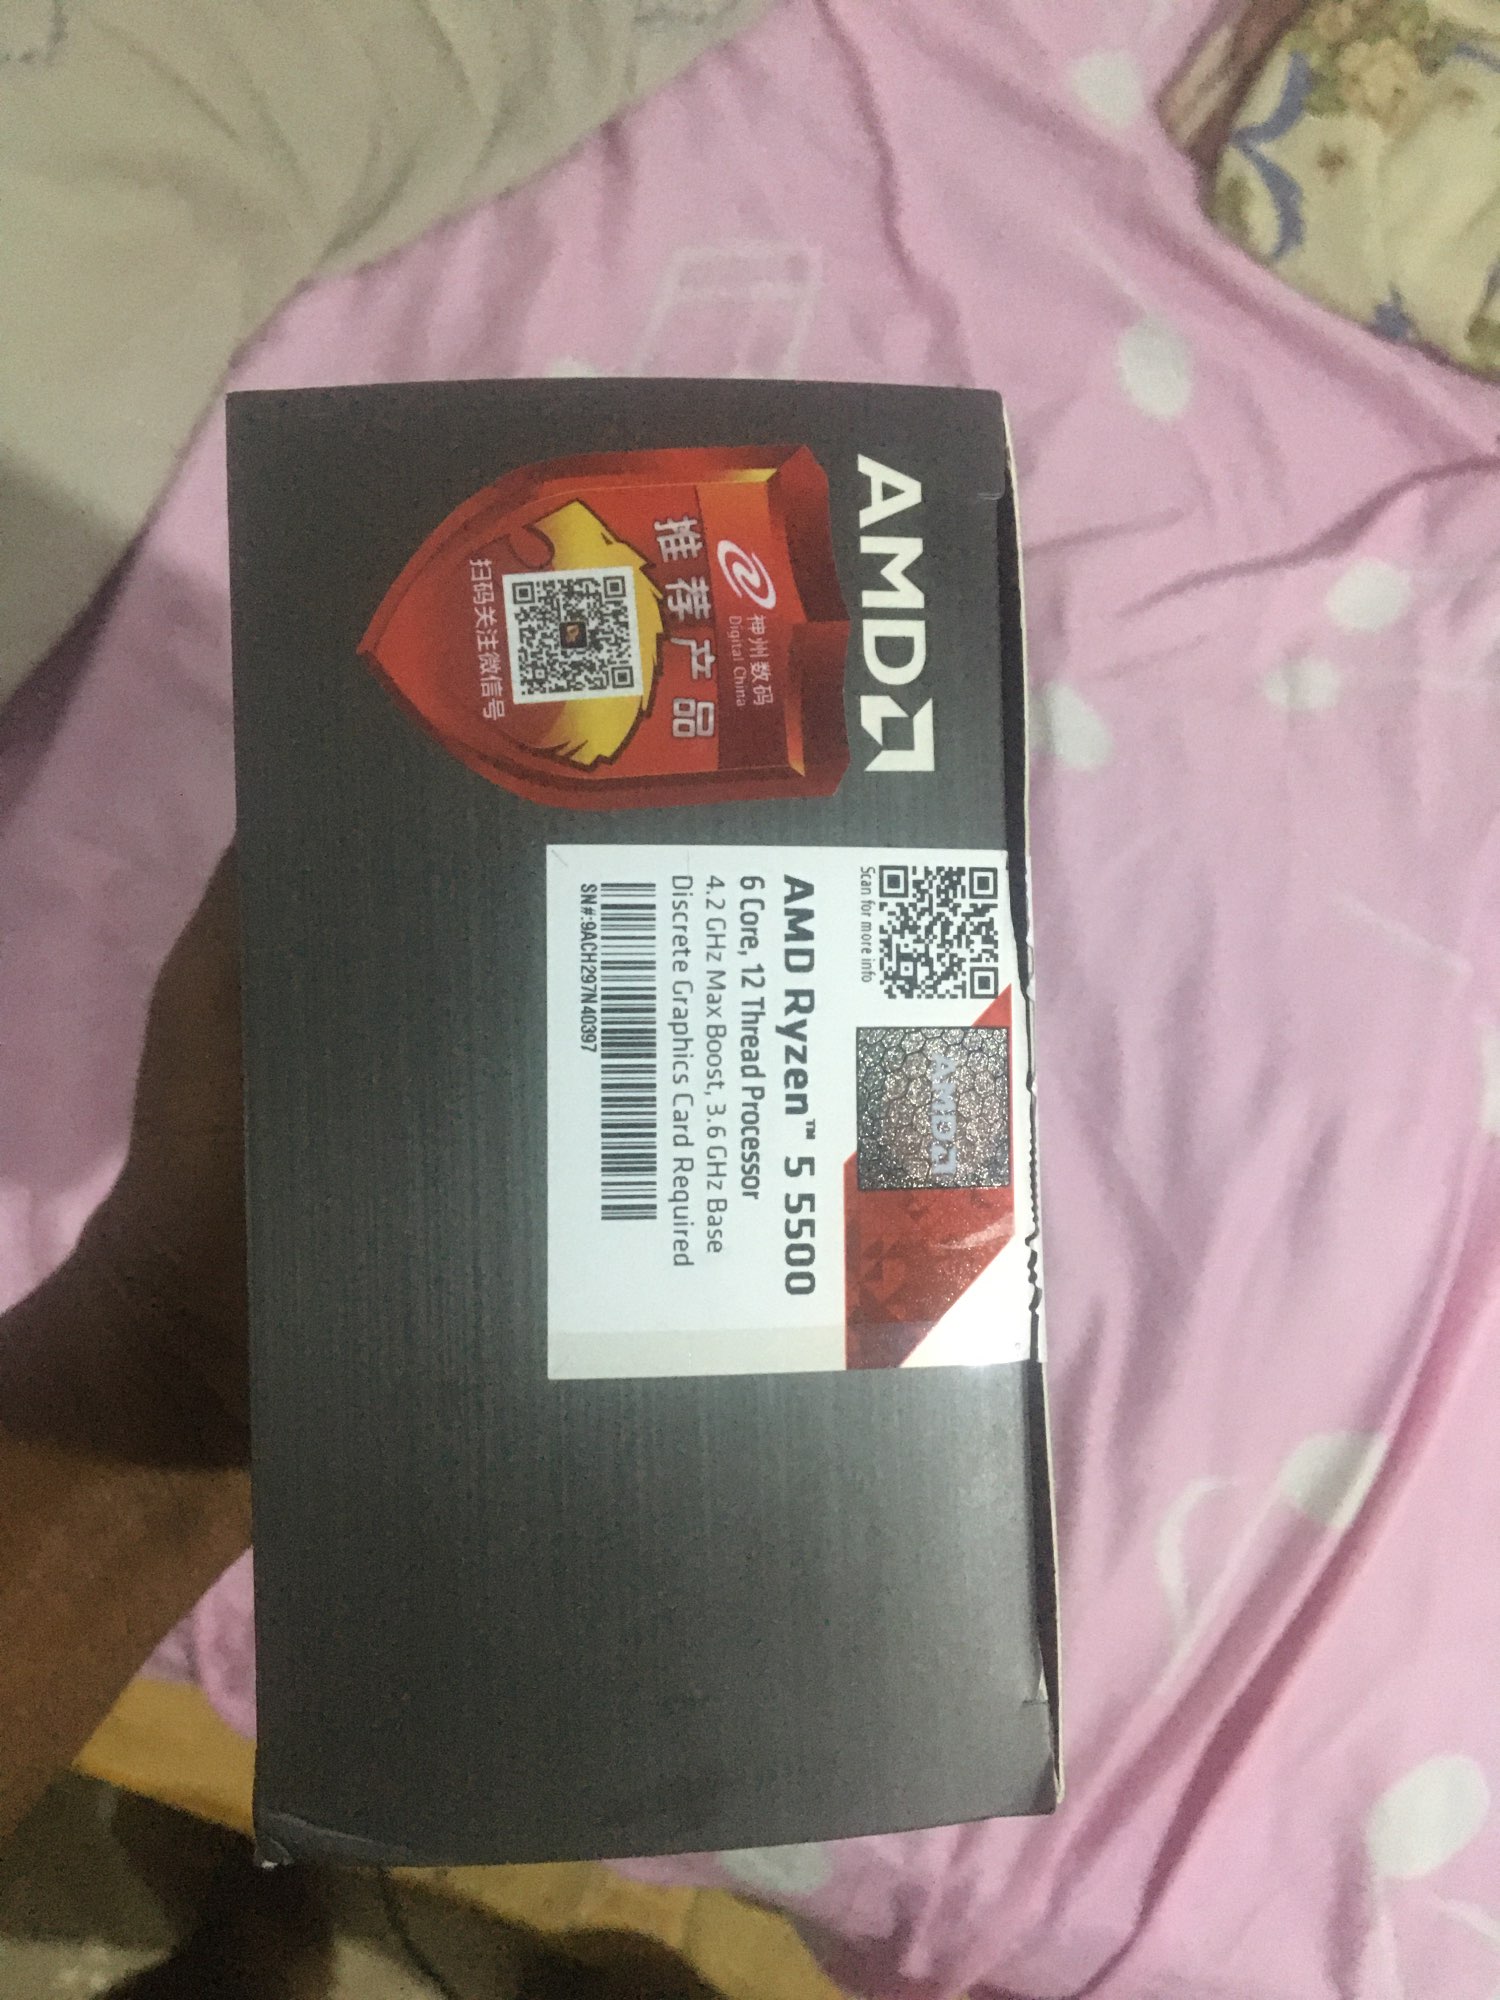 AMD
神州数码
Digital China
推荐产品
扫码关注微信号
Scan for more info
AMD
AMD Ryzen™ 5 5500
6 Core, 12 Thread Processor
4.2 GHz Max Boost, 3.6 GHz Base
Discrete Graphics Card Required
SN#:9ACH297N40397